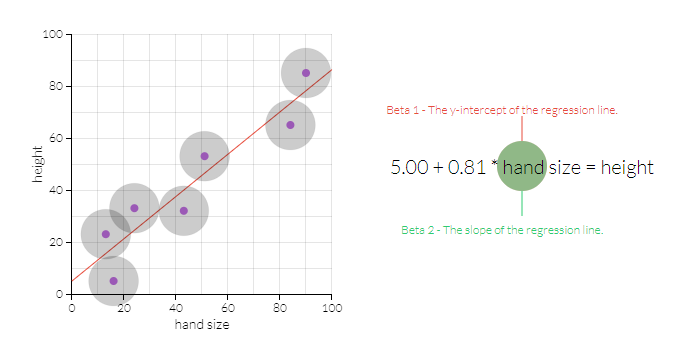 100
80
60
40
20
0
height
0 20 40 60 80 100
hand size
Beta 1 - The y-intercept of the regression line.
5.00 + 0.81 * hand size = height
Beta 2 - The slope of the regression line.